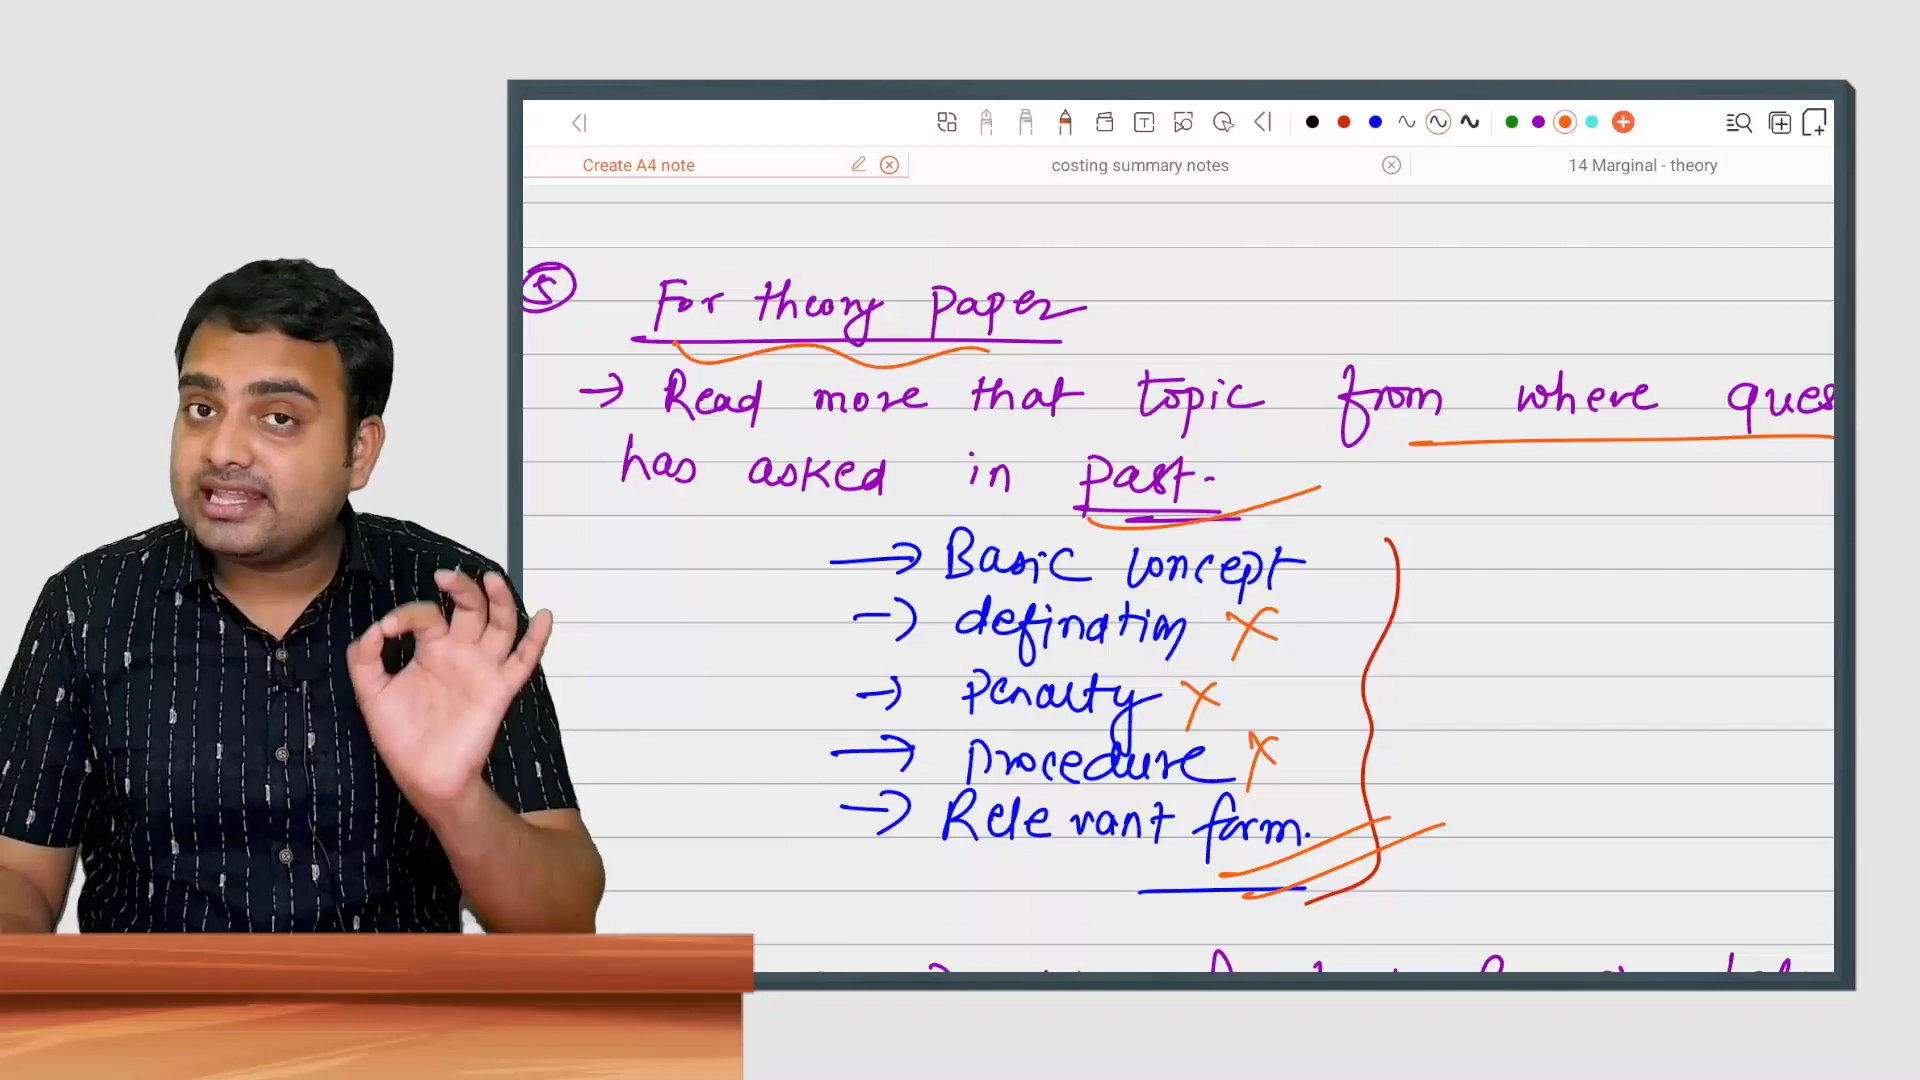 Create A4 note
costing summary notes
14 Marginal - theory
5 For theory paper
→ Read more that topic from where ques
has asked in past.
→ Basic concept
→ defination X
→ Penalty X
→ procedure X
→ Relevant form.